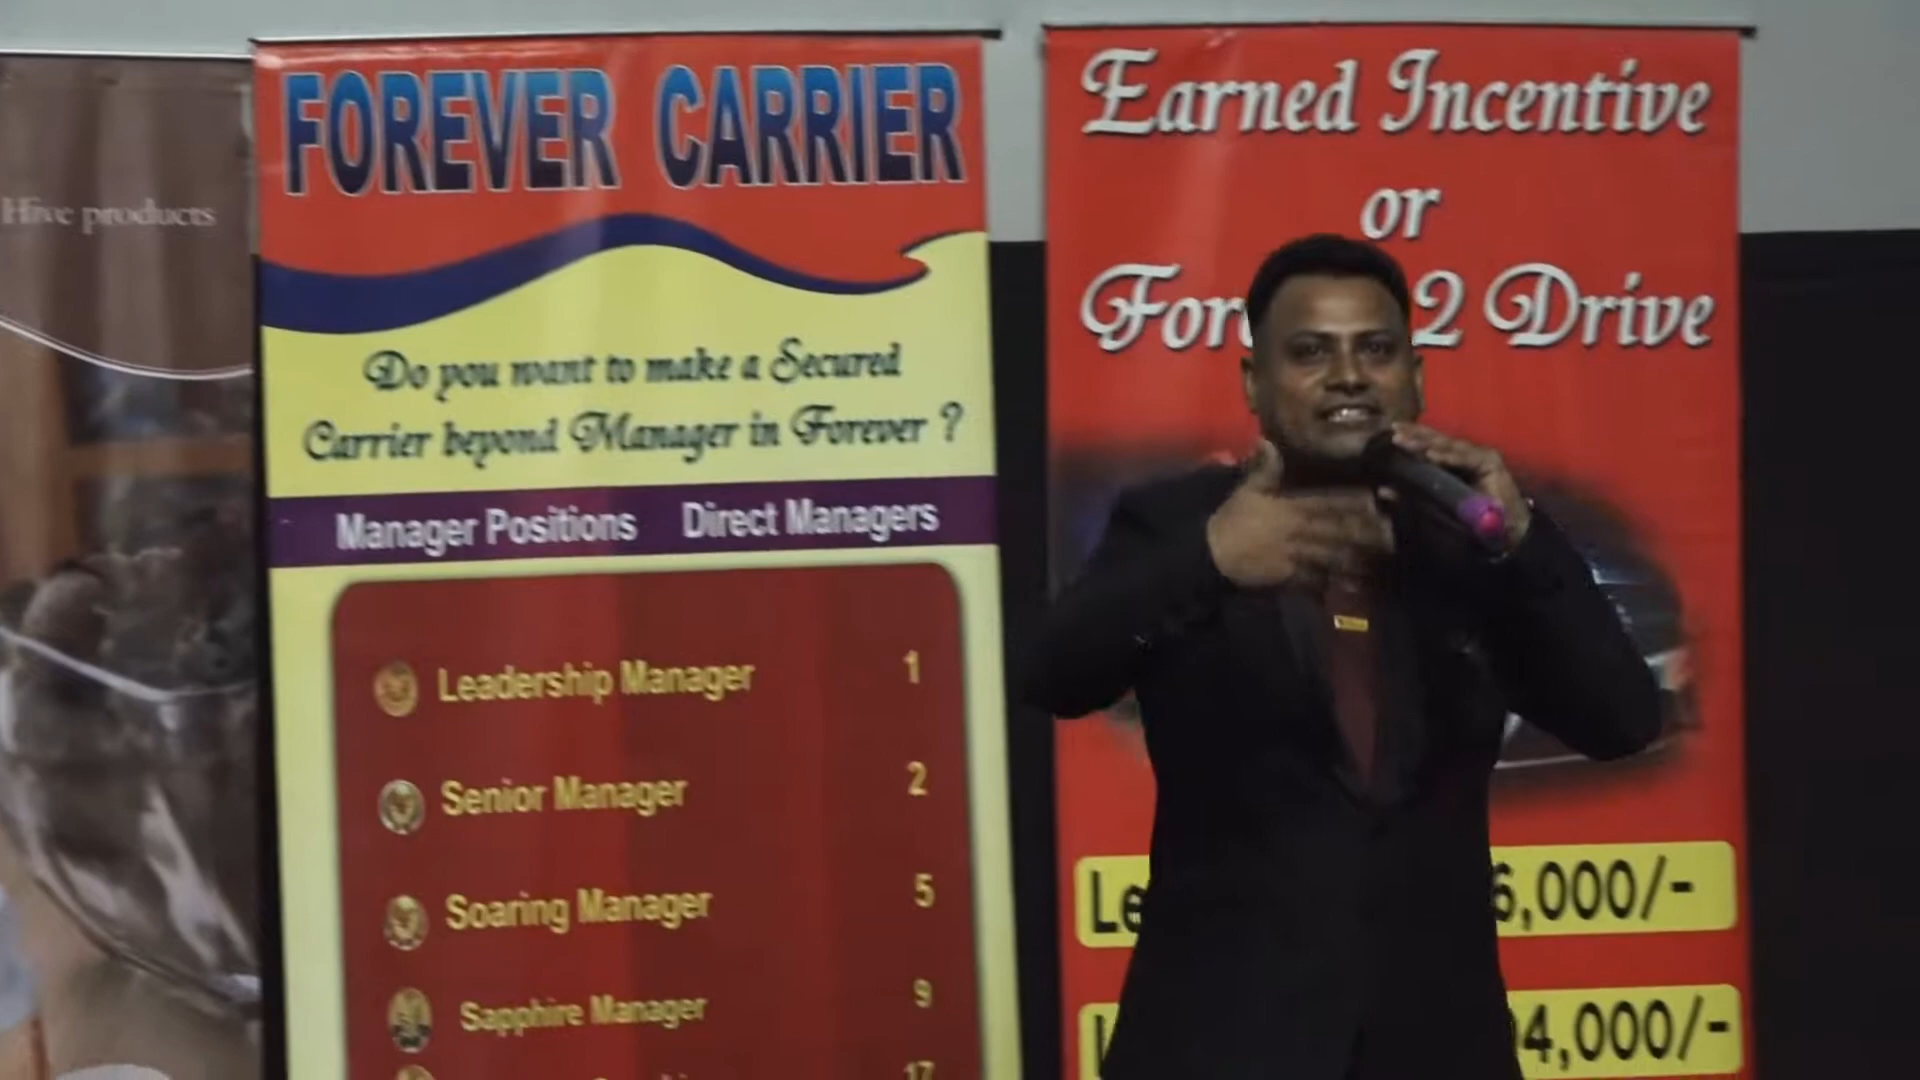 Hive products
FOREVER CARRIER
Do you want to make a Secured
Carrier beyond Manager in Forever ?
Manager Positions Direct Managers
Leadership Manager 1
Senior Manager 2
Soaring Manager 5
Sapphire Manager 9
17
Earned Incentive
or
2 Drive
6,000/-
4,000/-